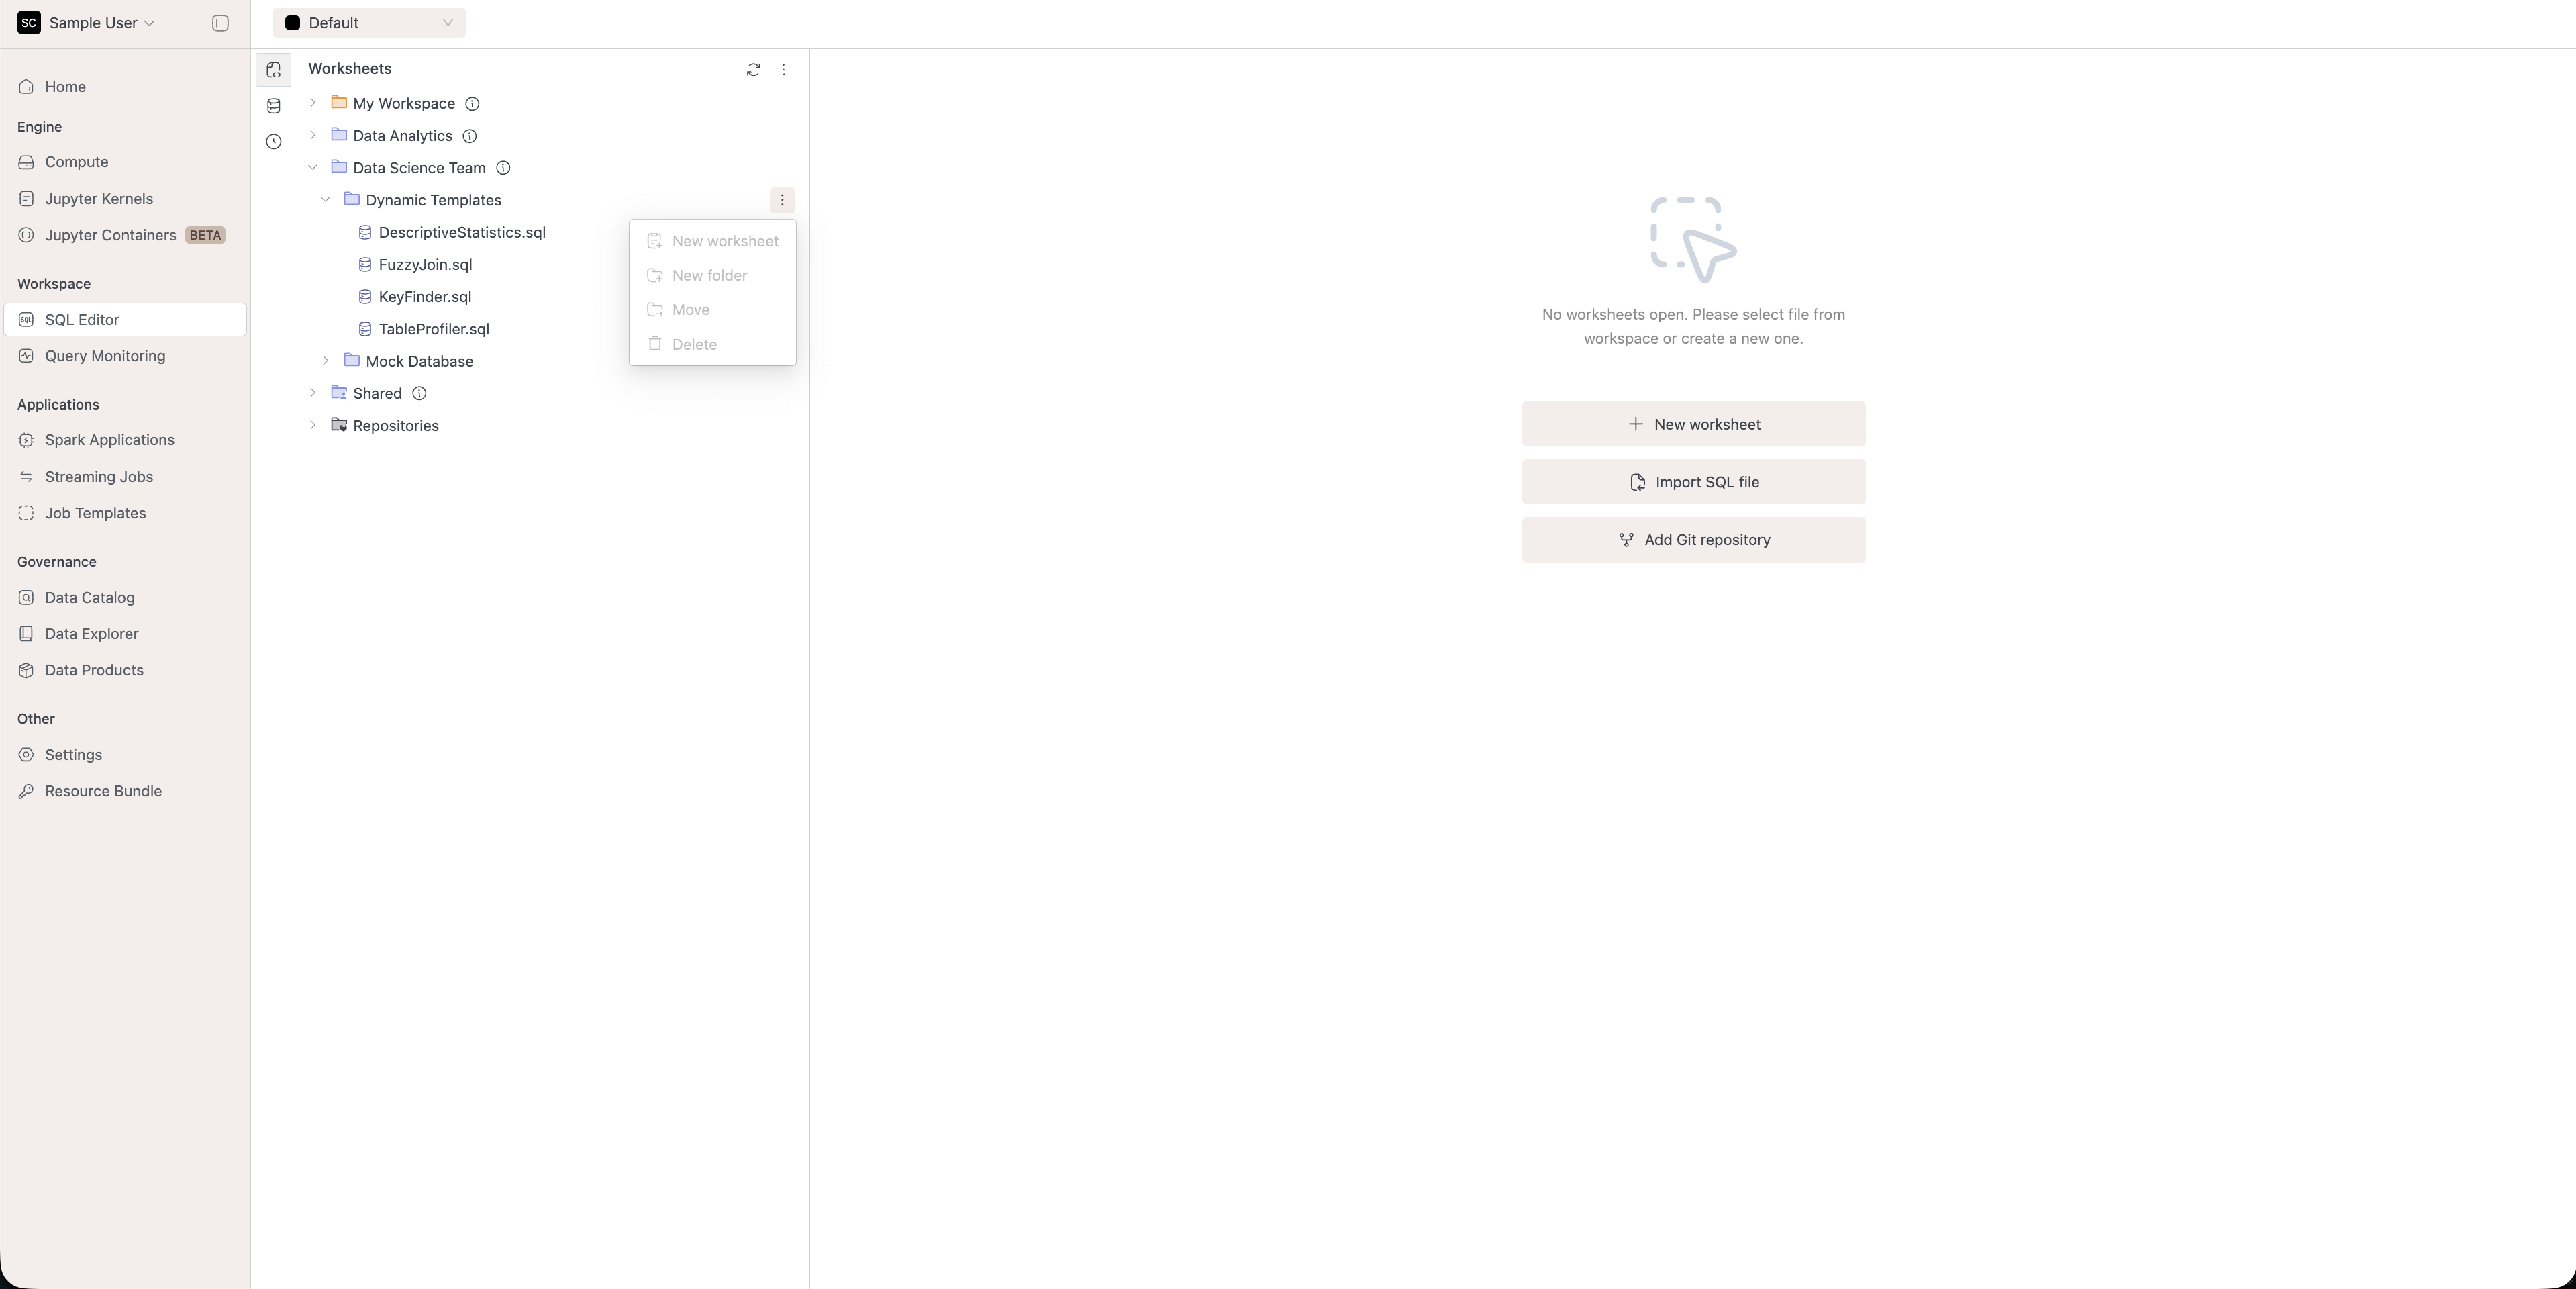 SC Sample User
Default
Home
Engine
Compute
Jupyter Kernels
Jupyter Containers BETA
Workspace
SQL SQL Editor
Query Monitoring
Applications
Spark Applications
Streaming Jobs
Job Templates
Governance
Data Catalog
Data Explorer
Data Products
Other
Settings
Resource Bundle
Worksheets
My Workspace
Data Analytics
Data Science Team
Dynamic Templates
DescriptiveStatistics.sql
FuzzyJoin.sql
KeyFinder.sql
TableProfiler.sql
Mock Database
Shared
Repositories
New worksheet
New folder
Move
Delete
No worksheets open. Please select file from
workspace or create a new one.
New worksheet
Import SQL file
Add Git repository